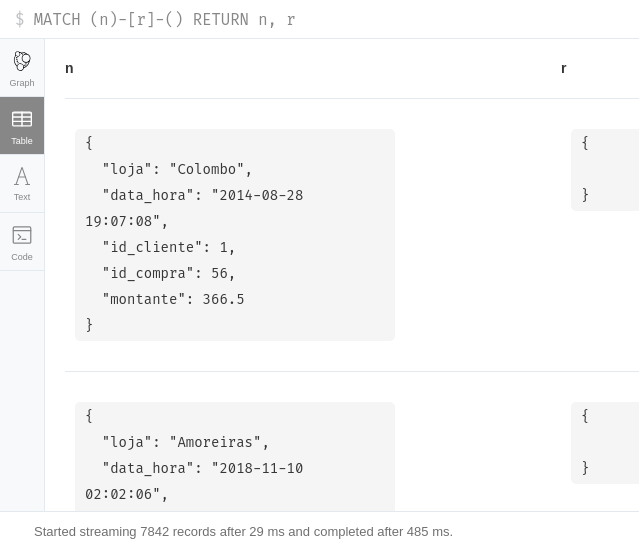 $ MATCH (n)-[r]-() RETURN n, r
Graph
Table
Text
Code
n
r
{
"loja": "Colombo",
"data_hora": "2014-08-28
19:07:08",
"id_cliente": 1,
"id_compra": 56,
"montante": 366.5
}
{
}
{
"loja": "Amoreiras",
"data_hora": "2018-11-10
02:02:06",
{
}
Started streaming 7842 records after 29 ms and completed after 485 ms.